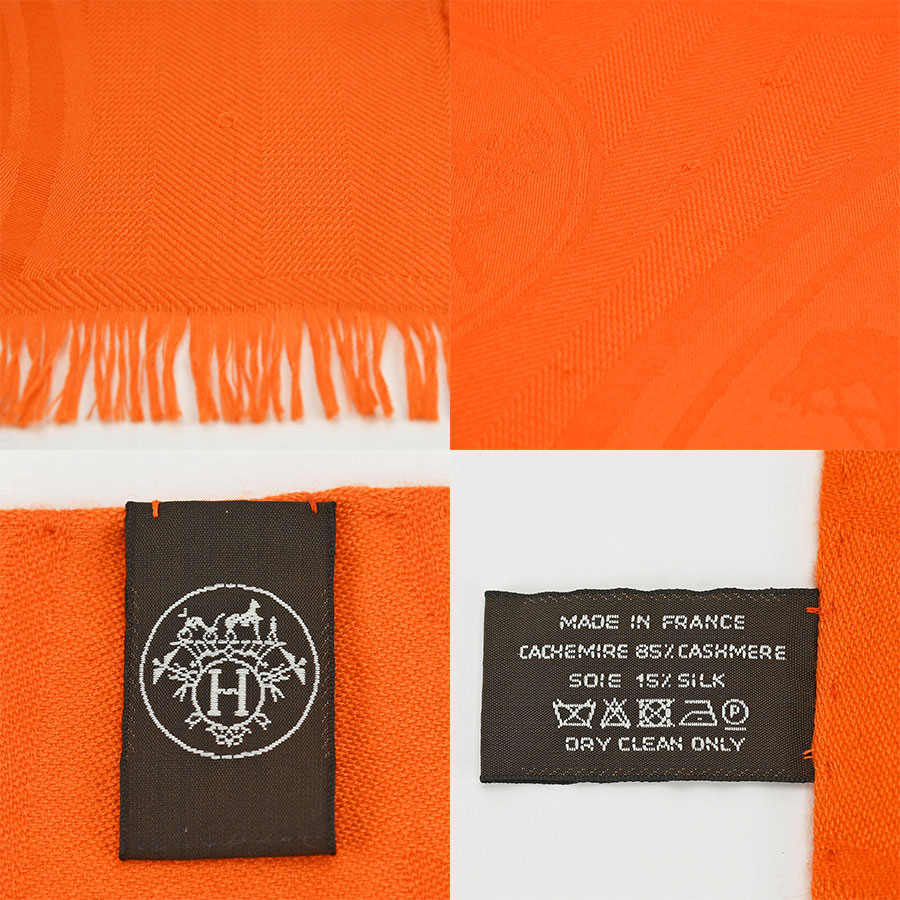 H
MADE IN FRANCE
CACHEMIRE 85% CASHMERE
SOIE 15% SILK
P
DRY CLEAN ONLY